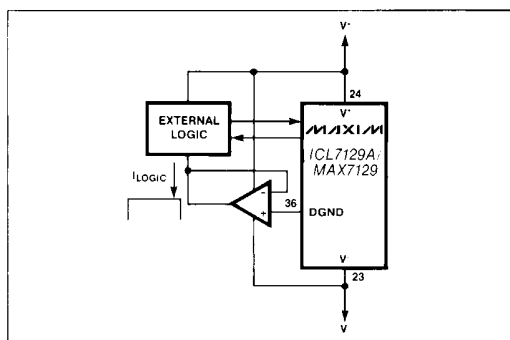 V+
24
V+
EXTERNAL
LOGIC
MAXIM
ICL7129A/
MAX7129
ILOGIC
-
+
36
DGND
V
23
V